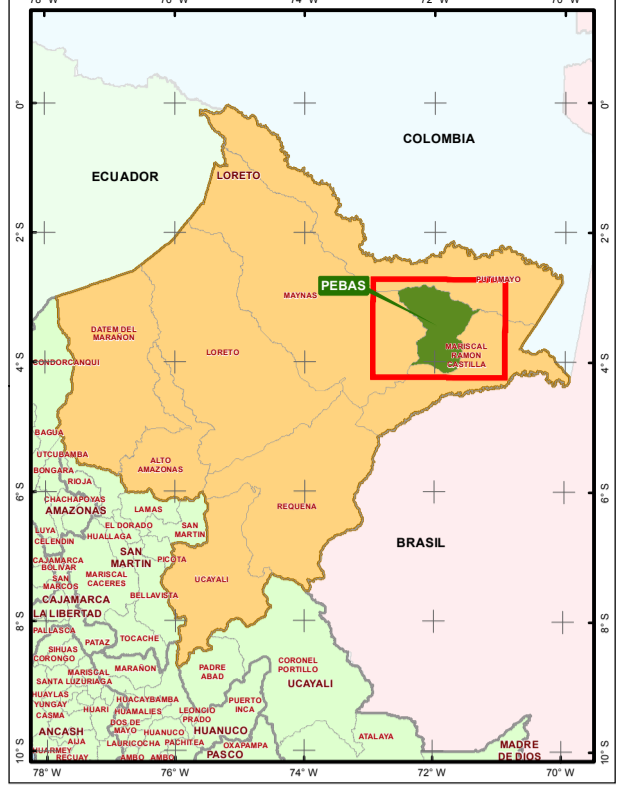 78° W 76° W 74° W 72° W 70° W
0°
0°
COLOMBIA
ECUADOR
LORETO
2° S
2° S
PEBAS
PUTUMAYO
MAYNAS
DATEM DEL
MARAÑON
LORETO
MARISCAL
RAMON
CASTILLA
4° S
CONDORCANQUI
4° S
BAGUA
UTCUBAMBA
BONGARA
RIOJA
ALTO
AMAZONAS
6° S
CHACHAPOYAS
AMAZONAS
LAMAS
REQUENA
6° S
LUYA
EL DORADO
SAN
MARTIN
CELENDIN
HUALLAGA
BRASIL
CAJAMARCA
BOLIVAR
SAN
MARTIN
PICOTA
SAN
MARCOS
MARISCAL
CACERES
UCAYALI
CAJAMARCA
BELLAVISTA
LA LIBERTAD
8° S
8° S
PALLASCA
PATAZ
TOCACHE
SIHUAS
CORONGO
MARAÑON
PADRE
ABAD
CORONEL
PORTILLO
MARISCAL
LUZURIAGA
SANTA
UCAYALI
HUAYLAS
YUNGAY
HUACAYBAMBA
PUERTO
INCA
CASMA
HUARI
HUAMALIES
LEONCIO
PRADO
DOS DE
MAYO
HUANUCO
HUANUCO
ANCASH
ATALAYA
AIJA
LAURICOCHA
PACHITEA
OXAPAMPA
MADRE
DE DIOS
10° S
10° S
HUARMEY
RECUAY
AMBO
AMBO
PASCO
78° W 76° W 74° W 72° W 70° W